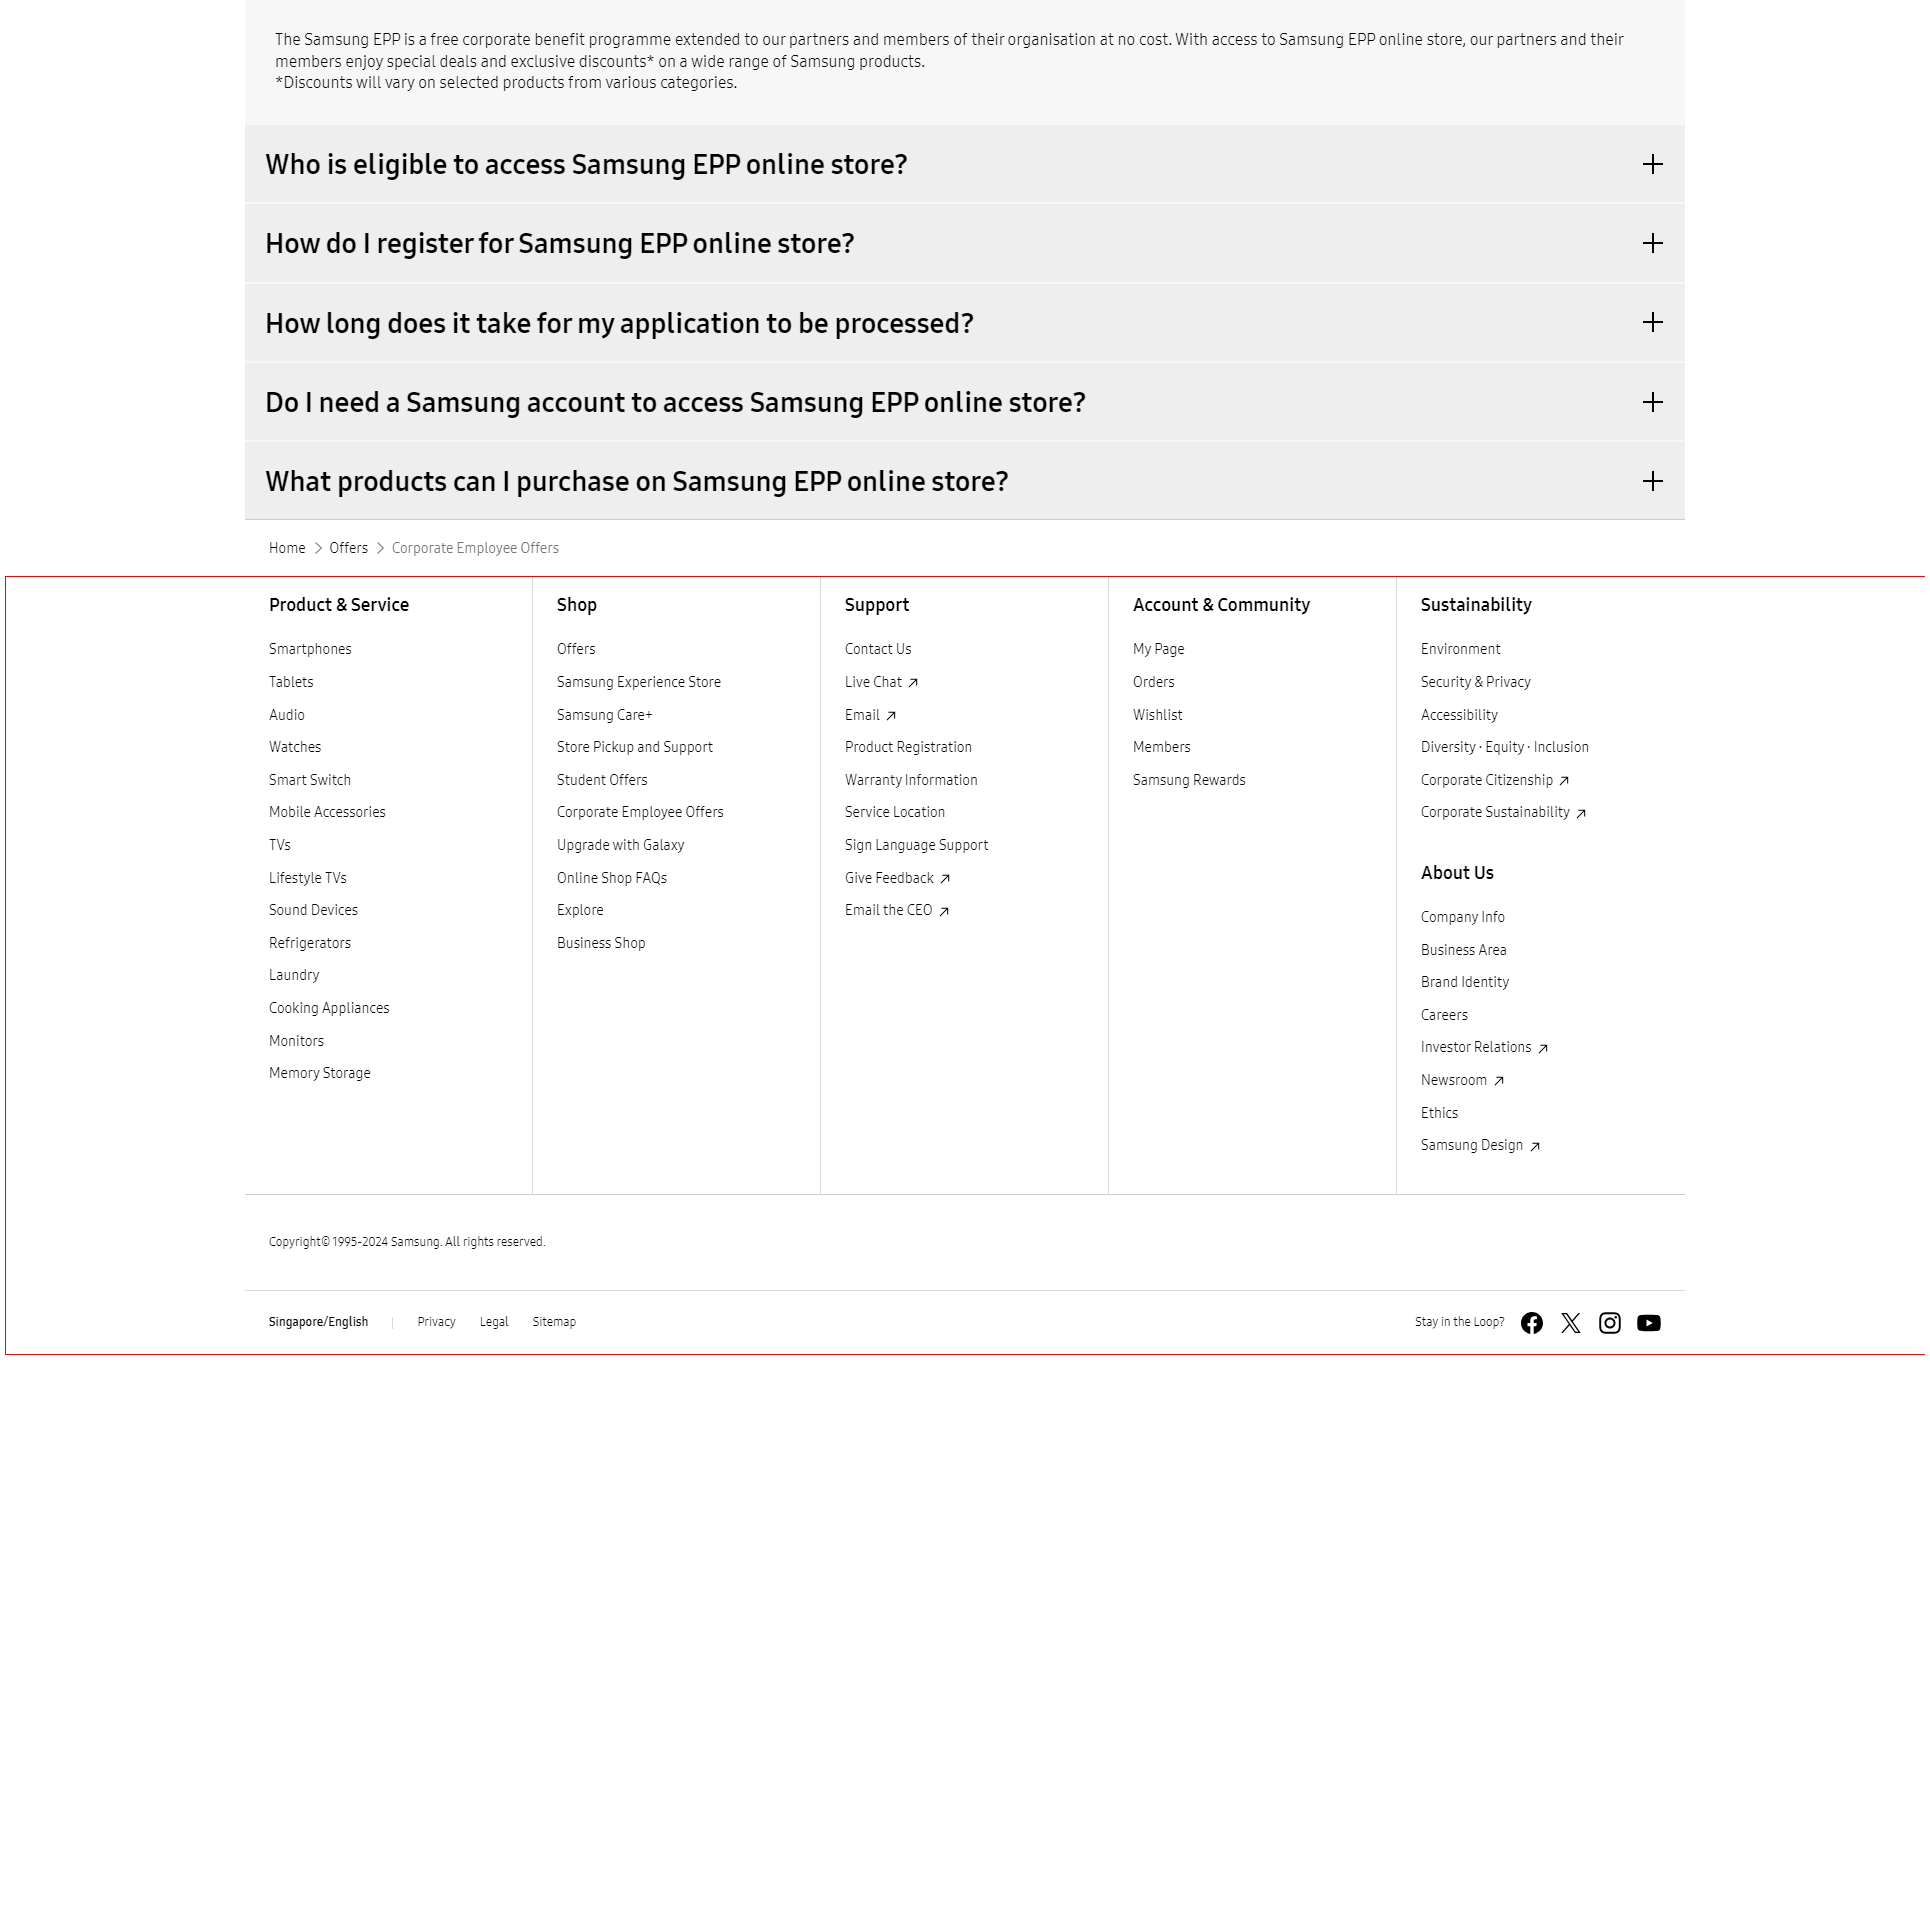 The Samsung EPP is a free corporate benefit programme extended to our partners and members of their organisation at no cost. With access to Samsung EPP online store, our partners and their
members enjoy special deals and exclusive discounts* on a wide range of Samsung products.
*Discounts will vary on selected products from various categories.
Who is eligible to access Samsung EPP online store?
How do I register for Samsung EPP online store?
How long does it take for my application to be processed?
Do I need a Samsung account to access Samsung EPP online store?
What products can I purchase on Samsung EPP online store?
Home > Offers > Corporate Employee Offers
Product & Service
Smartphones
Tablets
Audio
Watches
Smart Switch
Mobile Accessories
TVs
Lifestyle TVs
Sound Devices
Refrigerators
Laundry
Cooking Appliances
Monitors
Memory Storage
Shop
Offers
Samsung Experience Store
Samsung Care+
Store Pickup and Support
Student Offers
Corporate Employee Offers
Upgrade with Galaxy
Online Shop FAQs
Explore
Business Shop
Support
Contact Us
Live Chat
Email
Product Registration
Warranty Information
Service Location
Sign Language Support
Give Feedback
Email the CEO
Account & Community
My Page
Orders
Wishlist
Members
Samsung Rewards
Sustainability
Environment
Security & Privacy
Accessibility
Diversity · Equity · Inclusion
Corporate Citizenship
Corporate Sustainability
About Us
Company Info
Business Area
Brand Identity
Careers
Investor Relations
Newsroom
Ethics
Samsung Design
Copyright© 1995-2024 Samsung. All rights reserved.
Singapore/English | Privacy Legal Sitemap
Stay in the Loop?